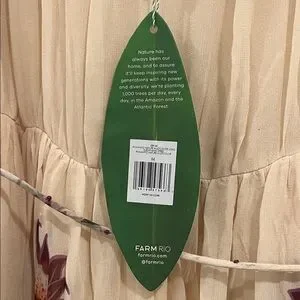 Nature has
always been our
home, and to assure
it'll keep inspiring new
generations with its power
and diversity, we're planting
1,000 trees per day, every
day, in the Amazon and the
Atlantic Forest.
FARM RIO
farmrio.com
@farmrio